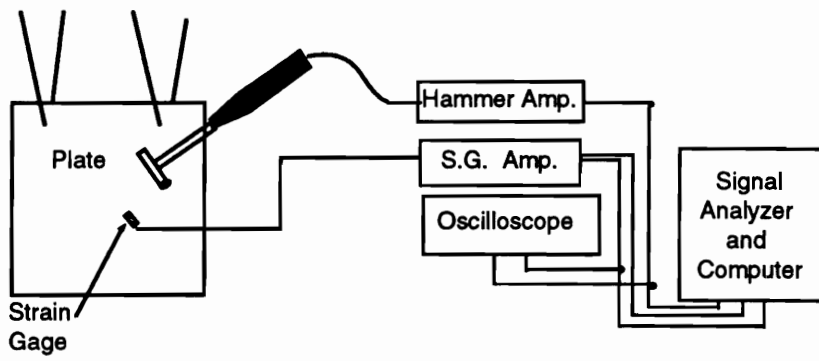 Hammer Amp.
Plate
S.G. Amp.
Signal
Analyzer
and
Computer
Oscilloscope
Strain
Gage